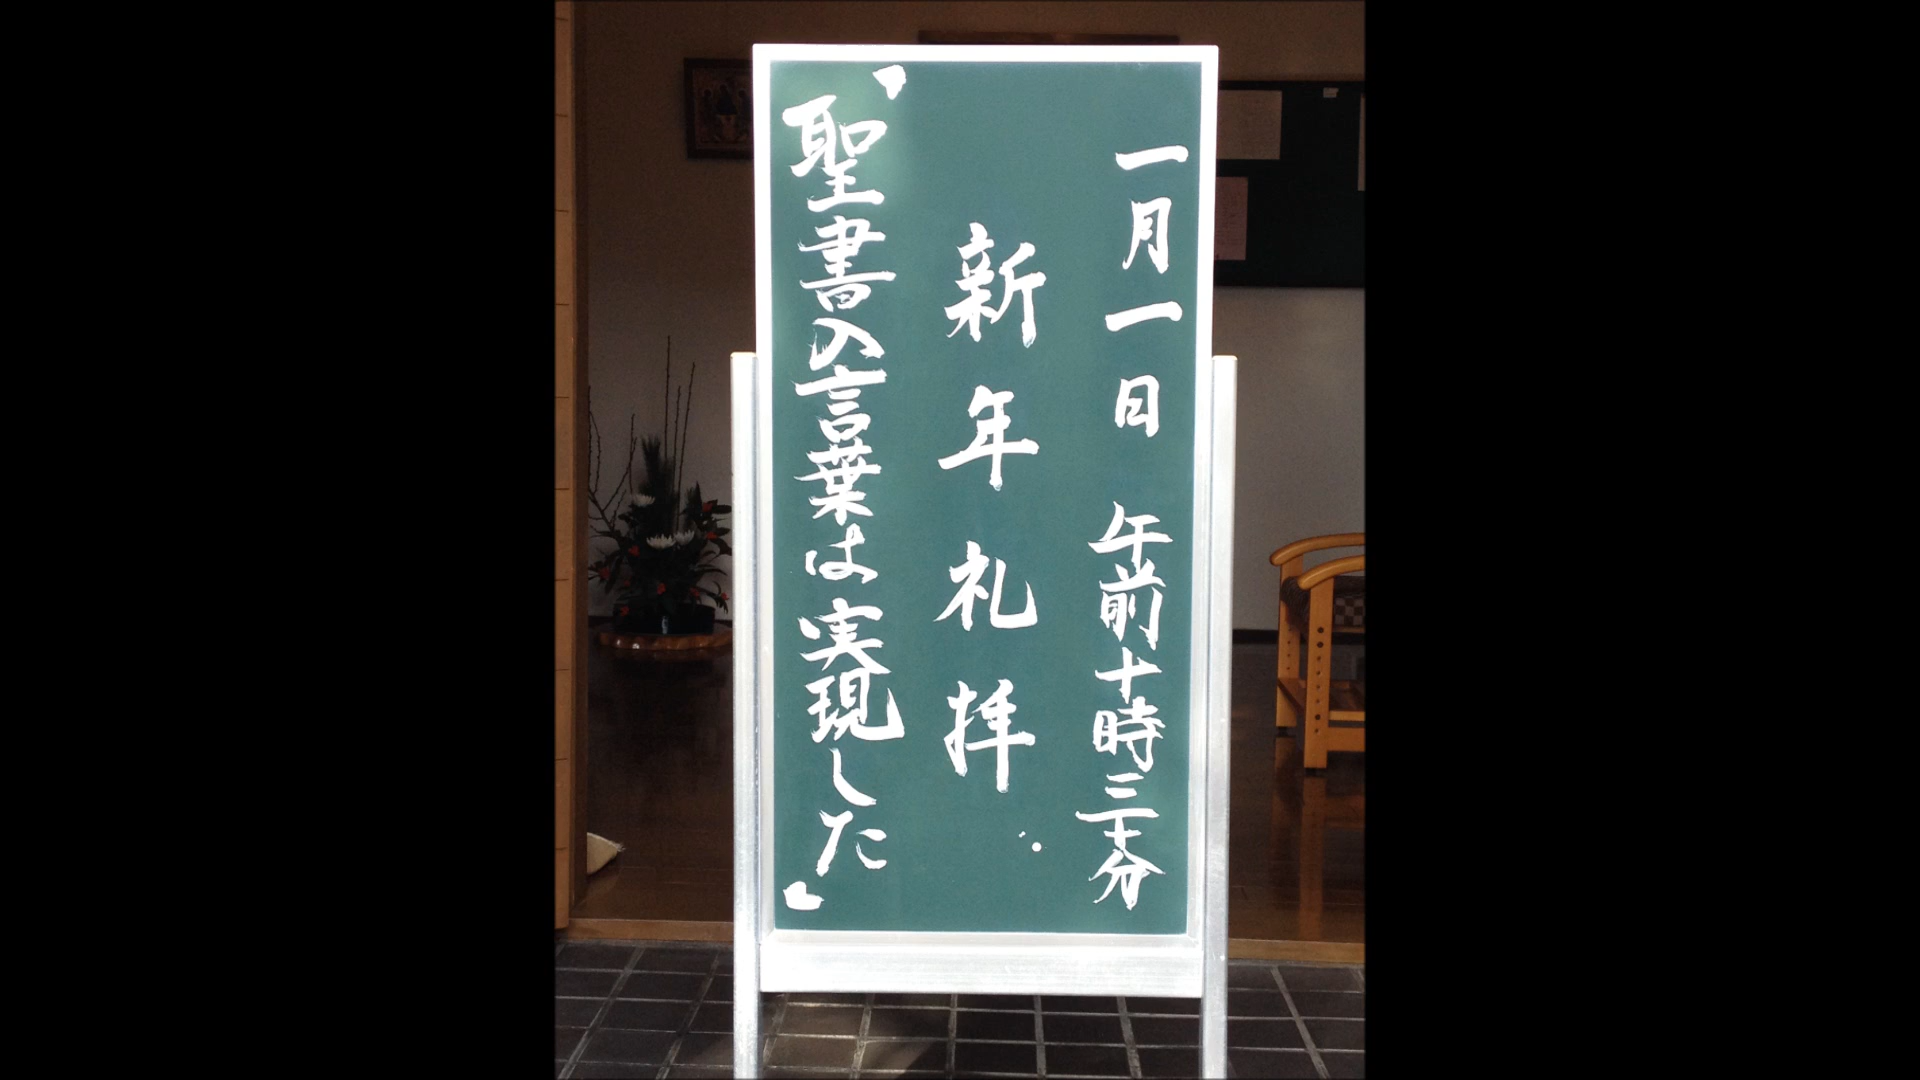 一月一日 午前十時三十分
新年礼拝
“聖書の言葉は実現した”